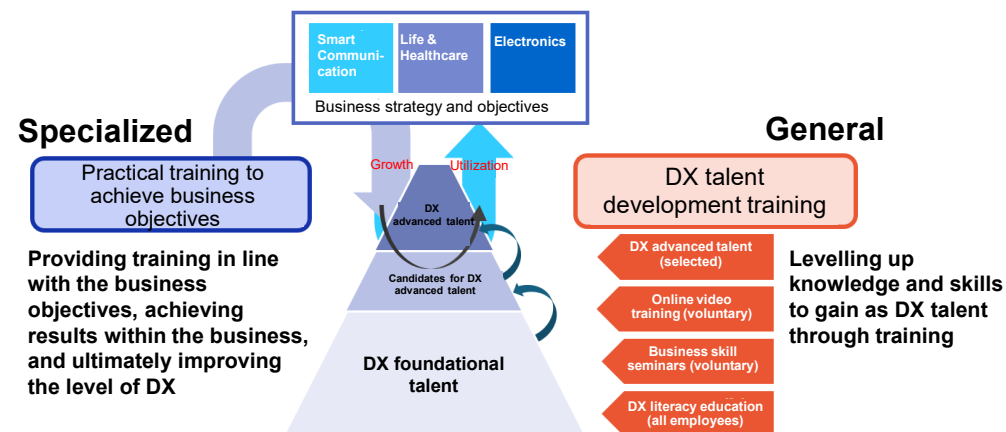 Smart
Communi-
cation
Life &
Healthcare
Electronics
Business strategy and objectives
Specialized
General
Practical training to
achieve business
objectives
Growth
Utilization
DX talent
development training
DX
advanced talent
Providing training in line
with the business
objectives, achieving
results within the business,
and ultimately improving
the level of DX
Candidates for DX
advanced talent
DX foundational
talent
DX advanced talent
(selected)
Online video
training (voluntary)
Business skill
seminars (voluntary)
DX literacy education
(all employees)
Levelling up
knowledge and skills
to gain as DX talent
through training